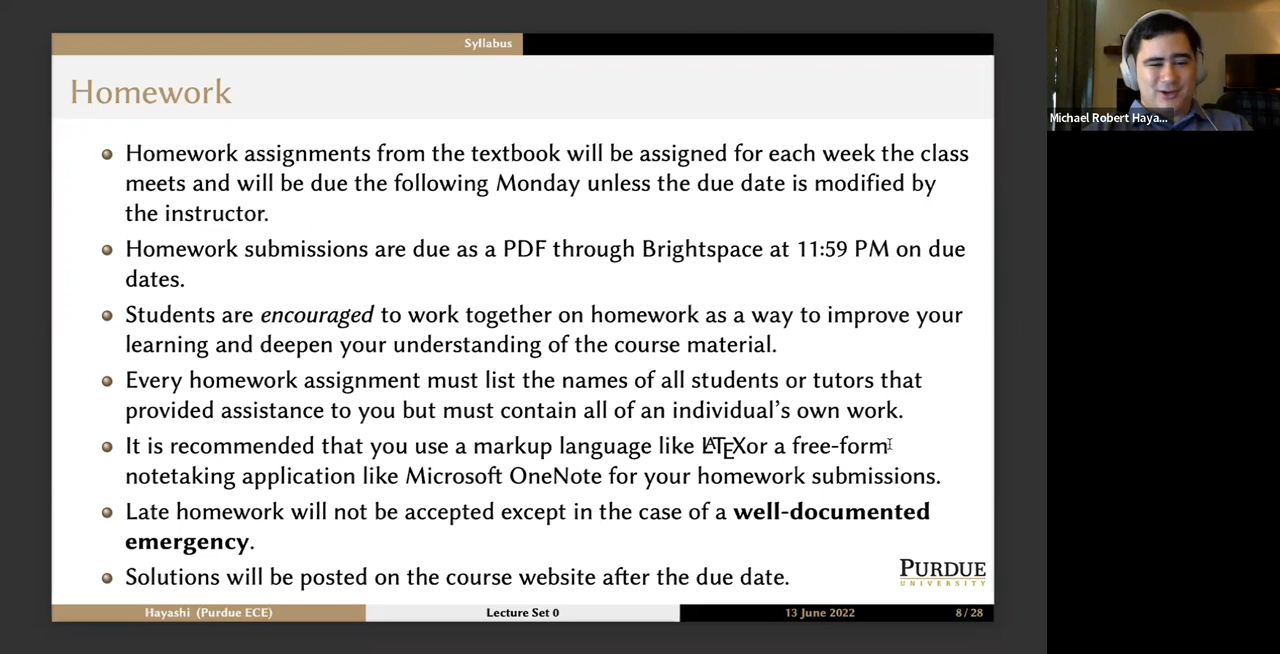 Syllabus
Homework
Homework assignments from the textbook will be assigned for each week the class
meets and will be due the following Monday unless the due date is modified by
the instructor.
Homework submissions are due as a PDF through Brightspace at 11:59 PM on due
dates.
Students are encouraged to work together on homework as a way to improve your
learning and deepen your understanding of the course material.
Every homework assignment must list the names of all students or tutors that
provided assistance to you but must contain all of an individual's own work.
It is recommended that you use a markup language like LATEXor a free-form
notetaking application like Microsoft OneNote for your homework submissions.
Late homework will not be accepted except in the case of a well-documented
emergency.
Solutions will be posted on the course website after the due date.
PURDUE
UNIVERSITY
Hayashi (Purdue ECE)
Lecture Set 0
13 June 2022
8 / 28
Michael Robert Haya...